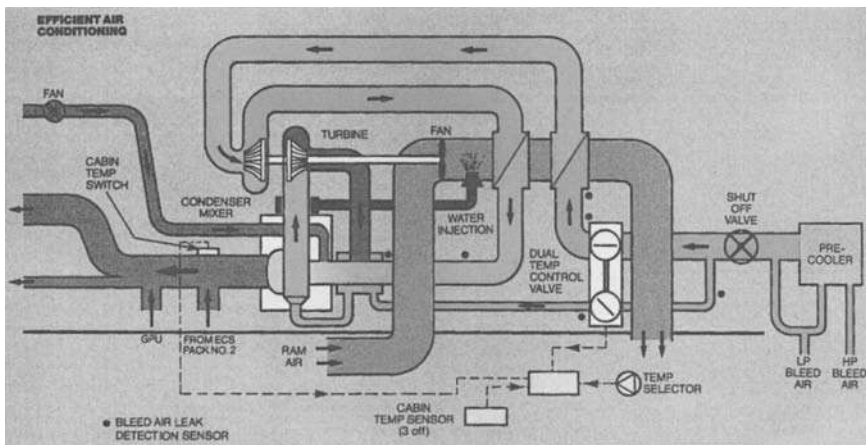 EFFICIENT AIR
CONDITIONING
FAN
CABIN
TEMP
SWITCH
TURBINE
FAN
CONDENSER
MIXER
WATER
INJECTION
DUAL
TEMP
CONTROL
VALVE
SHUT
OFF
VALVE
PRE-
COOLER
GPU
FROM ECS
PACK NO. 2
RAM
AIR
LP
BLEED
AIR
HP
BLEED
AIR
TEMP
SELECTOR
CABIN
TEMP SENSOR
(3 off)
BLEED AIR LEAK
DETECTION SENSOR